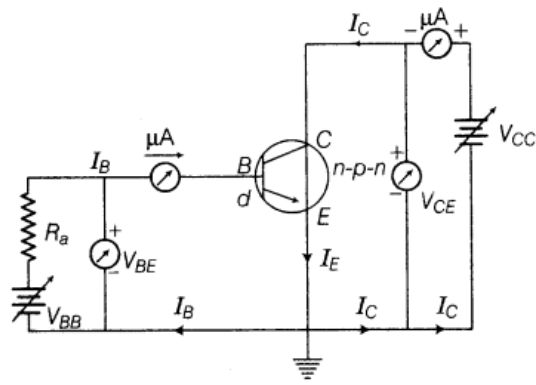 I_C
− μA +
V_CC
μA
I_B
B
C
n-p-n
+
−
V_CE
d
E
R_a
+
−
V_BE
I_E
V_BB
I_B
I_C
I_C